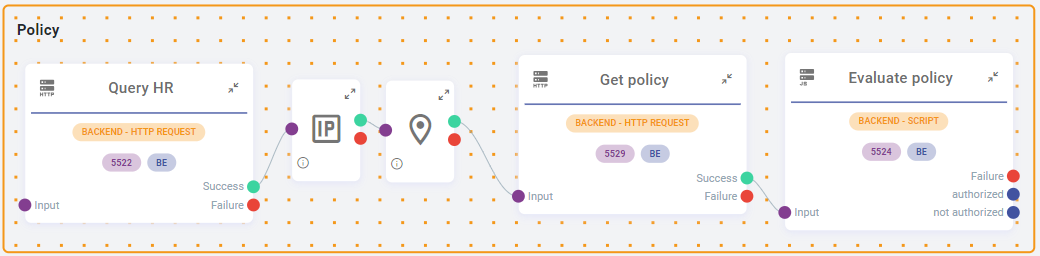 Policy
HTTP
Query HR
BACKEND - HTTP REQUEST
5522 BE
Success
Input Failure
IP
HTTP
Get policy
BACKEND - HTTP REQUEST
5529 BE
Success
Input Failure
JS
Evaluate policy
BACKEND - SCRIPT
5524 BE
Failure
authorized
Input not authorized